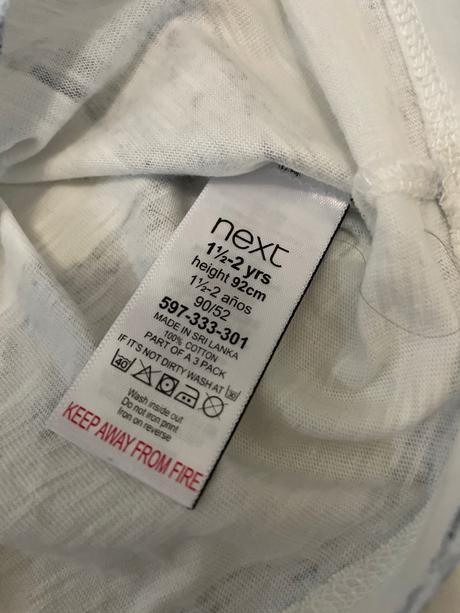 next
1½-2 yrs
height 92cm
1½-2 años
90/52
597-333-301
MADE IN SRI LANKA
100% COTTON
PART OF A 3 PACK
IF IT'S NOT DIRTY WASH AT 30
40
Wash inside out
Do not iron print
Iron on reverse
KEEP AWAY FROM FIRE